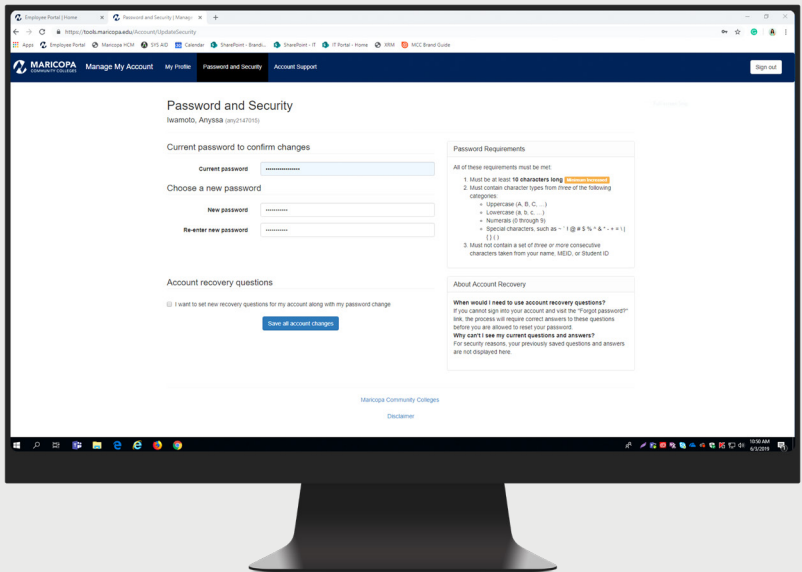 Employee Portal | Home
Password and Security | Manage
https://tools.maricopa.edu/Account/UpdateSecurity
Apps Employee Portal Maricopa HCM SYS AID Calendar SharePoint - Brandi... SharePoint - IT IT Portal - Home XRM MCC Brand Guide
MARICOPA
COMMUNITY COLLEGES
Manage My Account My Profile Password and Security Account Support Sign out
Password and Security
Iwamoto, Anyssa (any2147015)
Current password to confirm changes
Current password
Choose a new password
New password
Re-enter new password
Account recovery questions
I want to set new recovery questions for my account along with my password change
Save all account changes
Password Requirements
All of these requirements must be met:
1. Must be at least 10 characters long
2. Must contain character types from three of the following
categories:
Uppercase (A, B, C, ...)
Lowercase (a, b, c, ...)
Numerals (0 through 9)
Special characters, such as ~ ` ! @ # $ % ^ & * - + = \ |
{ } ( )
3. Must not contain a set of three or more consecutive
characters taken from your name, MEID, or Student ID
About Account Recovery
When would I need to use account recovery questions?
If you cannot sign into your account and visit the "Forgot password?"
link, the process will require correct answers to these questions
before you are allowed to reset your password.
Why can't I see my current questions and answers?
For security reasons, your previously saved questions and answers
are not displayed here.
Maricopa Community Colleges
Disclaimer
10:50 AM
6/3/2019